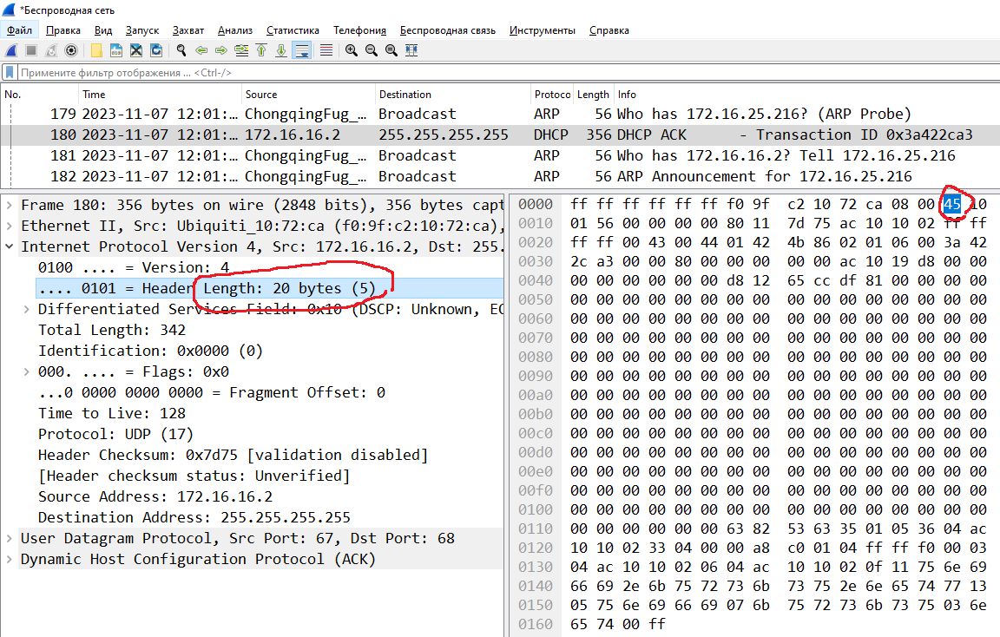 *Беспроводная сеть
Файл Правка Вид Запуск Захват Анализ Статистика Телефония Беспроводная связь Инструменты Справка
Примените фильтр отображения … <Ctrl-/>
No. Time Source Destination Protoco Length Info
179 2023-11-07 12:01:… ChongqingFug_… Broadcast ARP 56 Who has 172.16.25.216? (ARP Probe)
180 2023-11-07 12:01:… 172.16.16.2 255.255.255.255 DHCP 356 DHCP ACK - Transaction ID 0x3a422ca3
181 2023-11-07 12:01:… ChongqingFug_… Broadcast ARP 56 Who has 172.16.16.2? Tell 172.16.25.216
182 2023-11-07 12:01:… ChongqingFug_… Broadcast ARP 56 ARP Announcement for 172.16.25.216
Frame 180: 356 bytes on wire (2848 bits), 356 bytes capt
Ethernet II, Src: Ubiquiti_10:72:ca (f0:9f:c2:10:72:ca),
Internet Protocol Version 4, Src: 172.16.16.2, Dst: 255.
0100 .... = Version: 4
.... 0101 = Header Length: 20 bytes (5)
Differentiated Services Field: 0x10 (DSCP: Unknown, EC
Total Length: 342
Identification: 0x0000 (0)
000. .... = Flags: 0x0
...0 0000 0000 0000 = Fragment Offset: 0
Time to Live: 128
Protocol: UDP (17)
Header Checksum: 0x7d75 [validation disabled]
[Header checksum status: Unverified]
Source Address: 172.16.16.2
Destination Address: 255.255.255.255
User Datagram Protocol, Src Port: 67, Dst Port: 68
Dynamic Host Configuration Protocol (ACK)
0000 ff ff ff ff ff ff f0 9f c2 10 72 ca 08 00 45 10
0010 01 56 00 00 00 00 80 11 7d 75 ac 10 10 02 ff ff
0020 ff ff 00 43 00 44 01 42 4b 86 02 01 06 00 3a 42
0030 2c a3 00 00 80 00 00 00 00 00 ac 10 19 d8 00 00
0040 00 00 00 00 00 00 d8 12 65 cc df 81 00 00 00 00
0050 00 00 00 00 00 00 00 00 00 00 00 00 00 00 00 00
0060 00 00 00 00 00 00 00 00 00 00 00 00 00 00 00 00
0070 00 00 00 00 00 00 00 00 00 00 00 00 00 00 00 00
0080 00 00 00 00 00 00 00 00 00 00 00 00 00 00 00 00
0090 00 00 00 00 00 00 00 00 00 00 00 00 00 00 00 00
00a0 00 00 00 00 00 00 00 00 00 00 00 00 00 00 00 00
00b0 00 00 00 00 00 00 00 00 00 00 00 00 00 00 00 00
00c0 00 00 00 00 00 00 00 00 00 00 00 00 00 00 00 00
00d0 00 00 00 00 00 00 00 00 00 00 00 00 00 00 00 00
00e0 00 00 00 00 00 00 00 00 00 00 00 00 00 00 00 00
00f0 00 00 00 00 00 00 00 00 00 00 00 00 00 00 00 00
0100 00 00 00 00 00 00 00 00 00 00 00 00 00 00 00 00
0110 00 00 00 00 00 00 63 82 53 63 35 01 05 36 04 ac
0120 10 10 02 33 04 00 00 a8 c0 01 04 ff ff f0 00 03
0130 04 ac 10 10 02 06 04 ac 10 10 02 0f 11 75 6e 69
0140 66 69 2e 6b 75 72 73 6b 73 75 2e 6e 65 74 77 13
0150 05 75 6e 69 66 69 07 6b 75 72 73 6b 73 75 03 6e
0160 65 74 00 ff